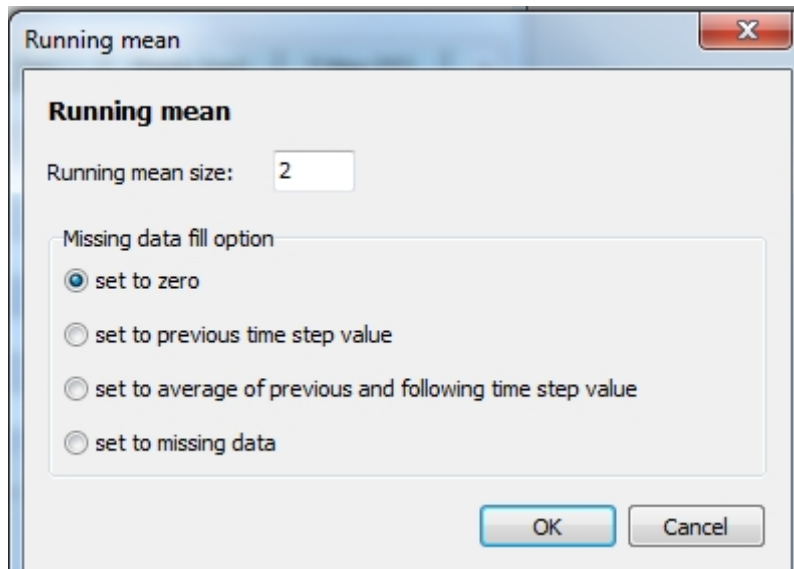 Running mean
Running mean
Running mean size: 2
Missing data fill option
set to zero
set to previous time step value
set to average of previous and following time step value
set to missing data
OK Cancel